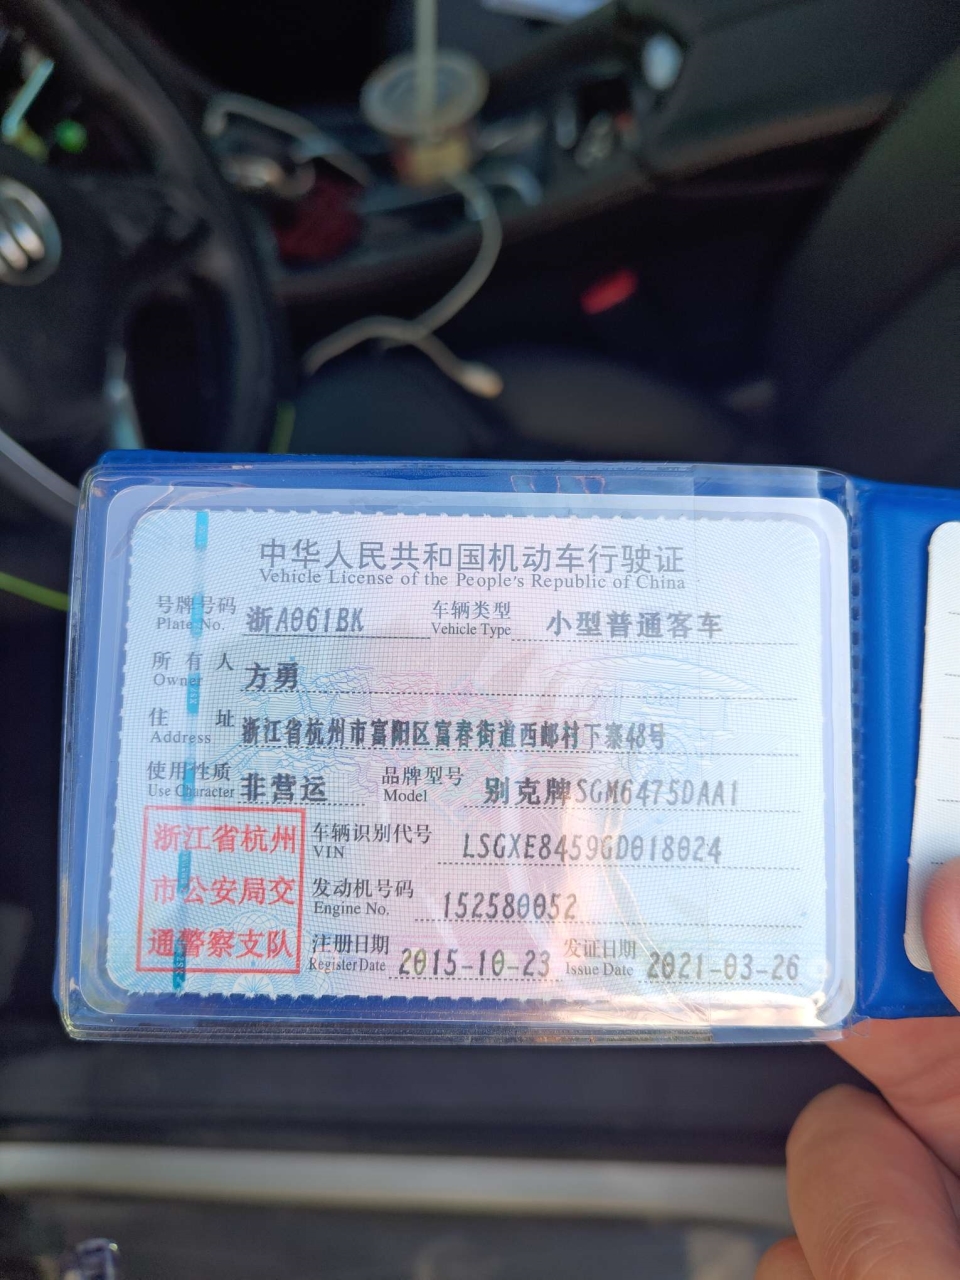 中华人民共和国机动车行驶证
Vehicle License of the People's Republic of China
号牌号码 浙A061BK 车辆类型 小型普通客车
Plate No. Vehicle Type
所有人 方勇
Owner
住址 浙江省杭州市富阳区富春街道西邮村下寨48号
Address
使用性质 非营运 品牌型号 别克牌SGM6475DAA1
Use Character Model
浙江省杭州
市公安局交
通警察支队
车辆识别代号 LSGXE8459GD018024
VIN
发动机号码 152580052
Engine No.
注册日期 2015-10-23 发证日期 2021-03-26
Register Date Issue Date